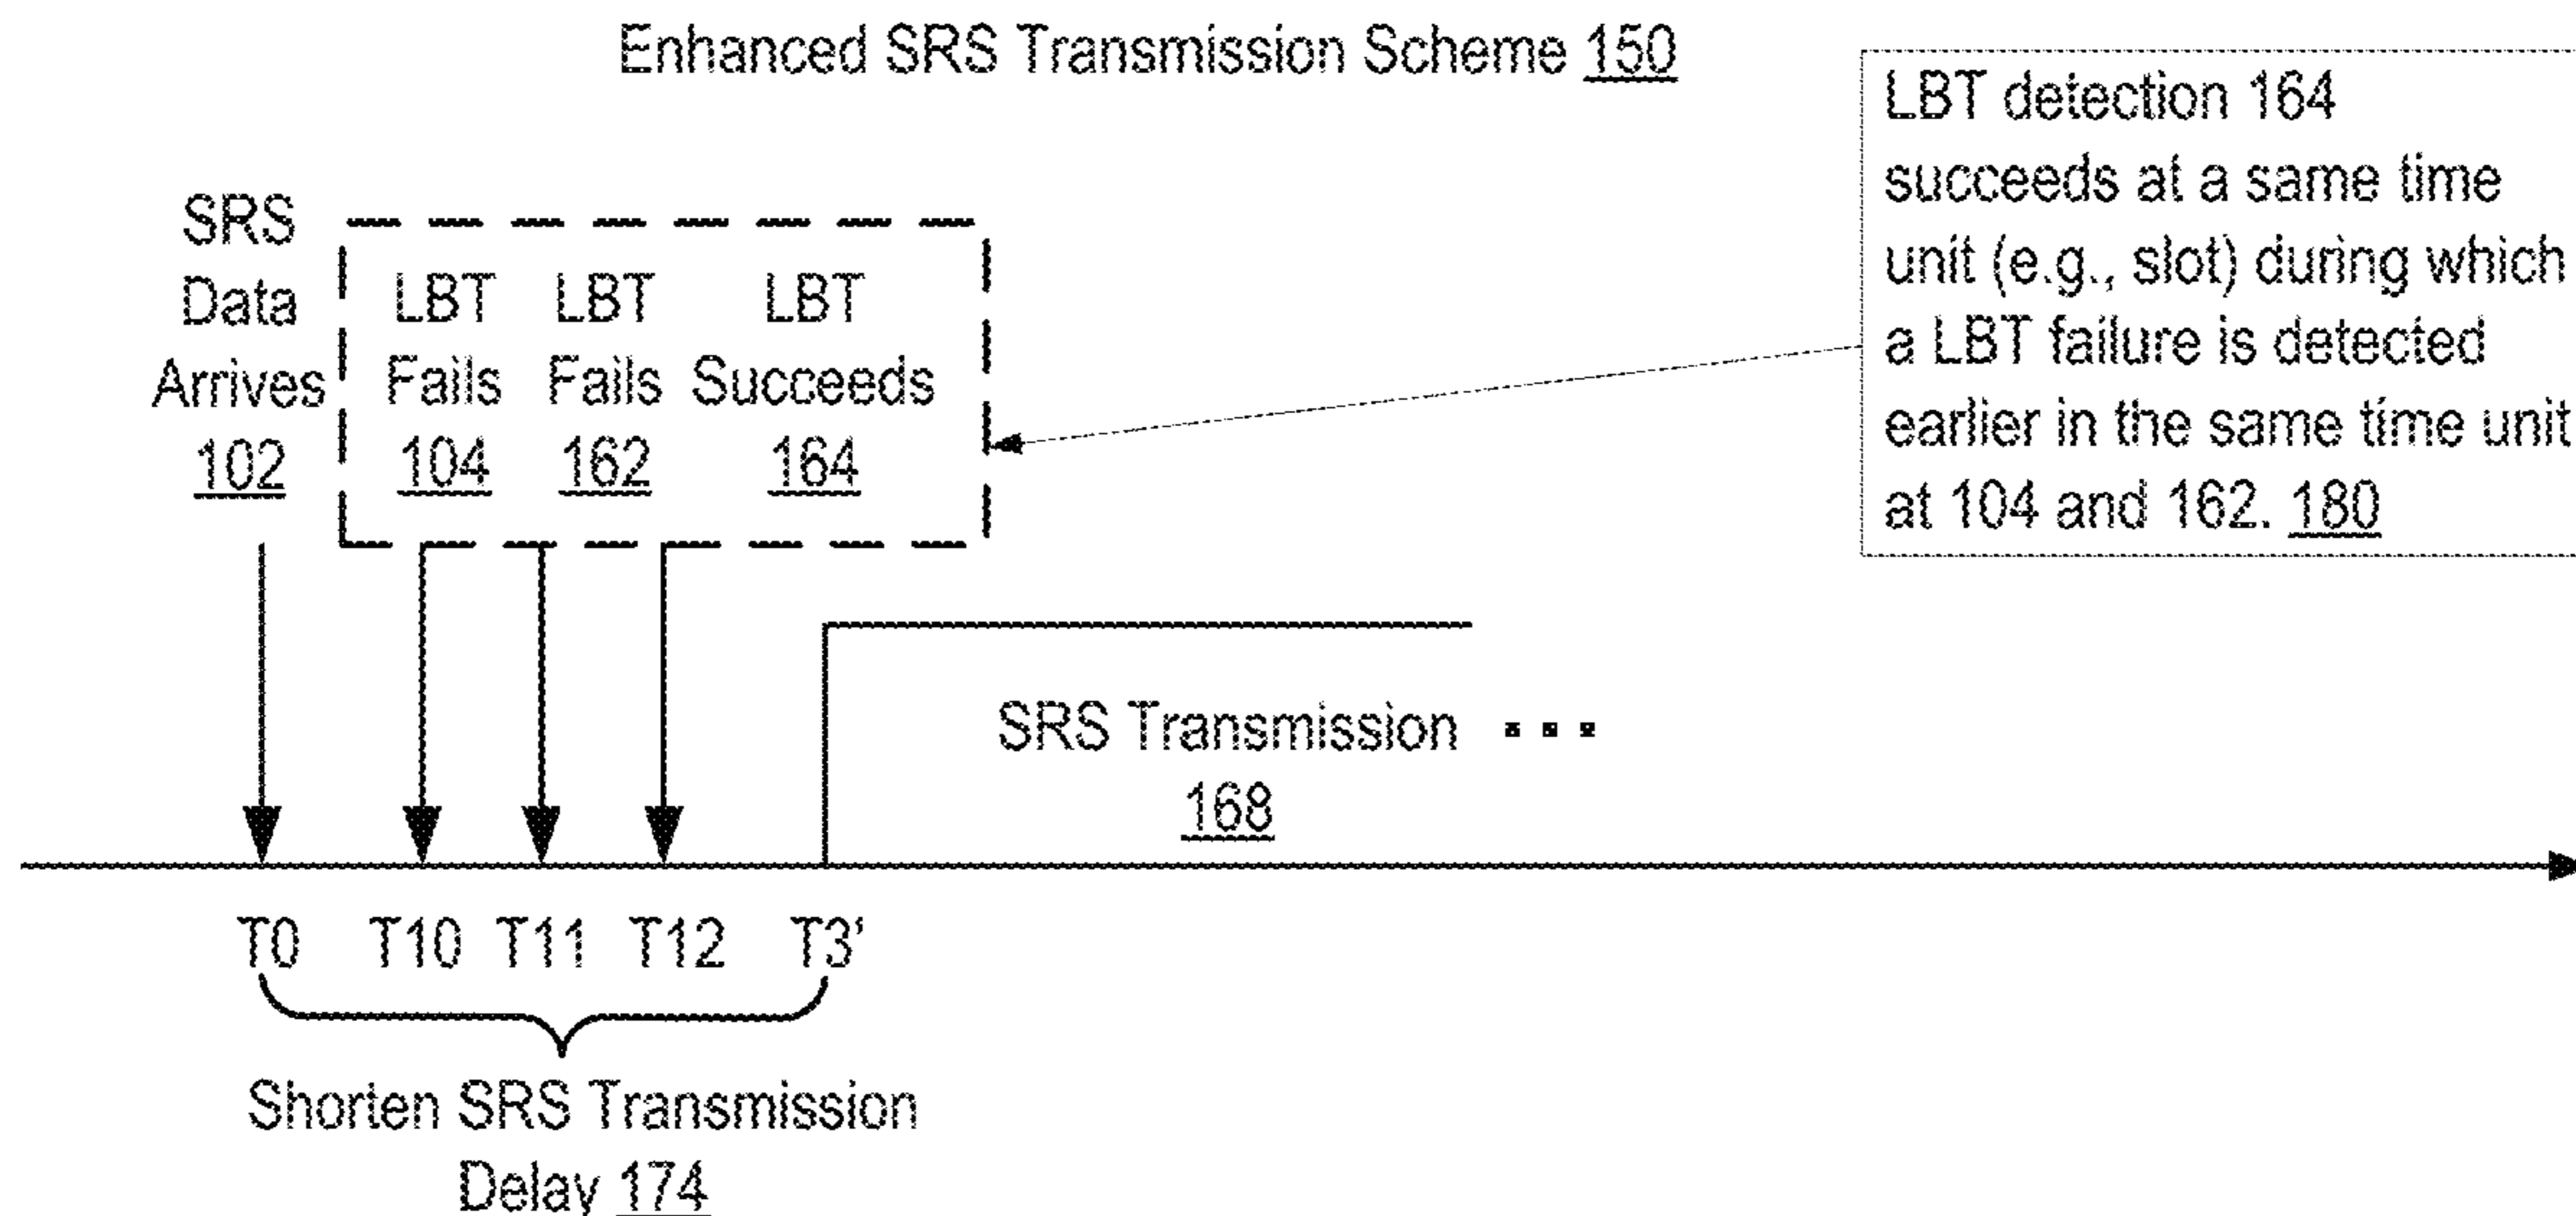 Enhanced SRS Transmission Scheme 150
LBT detection 164
succeeds at a same time
unit (e.g., slot) during which
a LBT failure is detected
earlier in the same time unit
at 104 and 162. 180
SRS
Data
Arrives
102
LBT
Fails
104
LBT
Fails
162
LBT
Succeeds
164
SRS Transmission ...
168
T0 T10 T11 T12 T3'
Shorten SRS Transmission
Delay 174